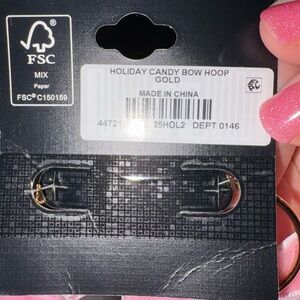 FSC
MIX
Paper
FSC® C150159
HOLIDAY CANDY BOW HOOP
GOLD
MADE IN CHINA
25HOL2 DEPT 0146